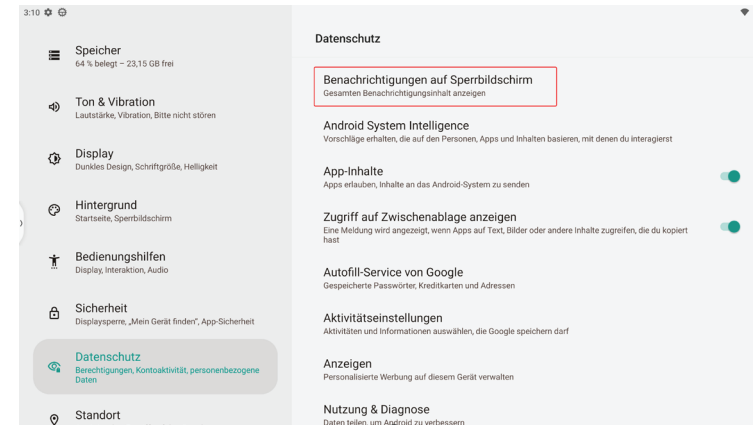 3:10
Speicher
64 % belegt – 23,15 GB frei
Ton & Vibration
Lautstärke, Vibration, Bitte nicht stören
Display
Dunkles Design, Schriftgröße, Helligkeit
Hintergrund
Startseite, Sperrbildschirm
Bedienungshilfen
Display, Interaktion, Audio
Sicherheit
Displaysperre, „Mein Gerät finden“, App-Sicherheit
Datenschutz
Berechtigungen, Kontoaktivität, personenbezogene
Daten
Standort
Datenschutz
Benachrichtigungen auf Sperrbildschirm
Gesamten Benachrichtigungsinhalt anzeigen
Android System Intelligence
Vorschläge erhalten, die auf den Personen, Apps und Inhalten basieren, mit denen du interagierst
App-Inhalte
Apps erlauben, Inhalte an das Android-System zu senden
Zugriff auf Zwischenablage anzeigen
Eine Meldung wird angezeigt, wenn Apps auf Text, Bilder oder andere Inhalte zugreifen, die du kopiert
hast
Autofill-Service von Google
Gespeicherte Passwörter, Kreditkarten und Adressen
Aktivitätseinstellungen
Aktivitäten und Informationen auswählen, die Google speichern darf
Anzeigen
Personalisierte Werbung auf diesem Gerät verwalten
Nutzung & Diagnose
Daten teilen, um Android zu verbessern